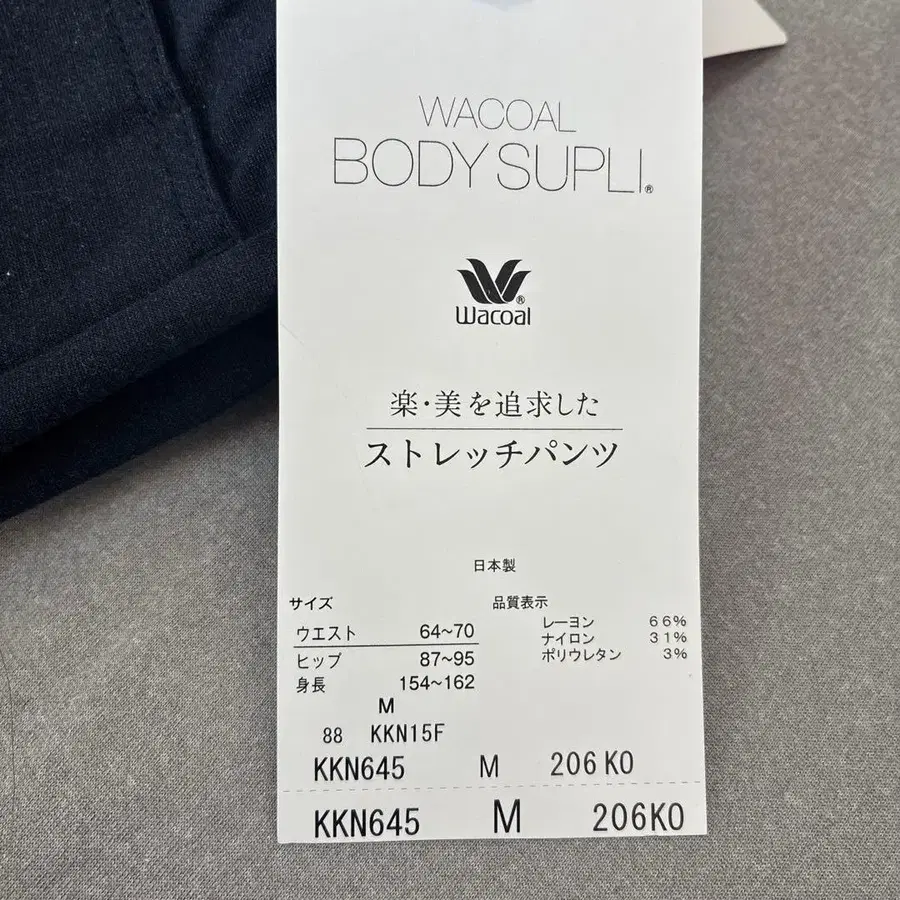 WACOAL
BODY SUPLI®
®
Wacoal
楽・美を追求した
ストレッチパンツ
日本製
サイズ
ウエスト 64~70
ヒップ 87~95
身長 154~162
M
品質表示
レーヨン 66%
ナイロン 31%
ポリウレタン 3%
88 KKN15F
KKN645 M 206 KO
KKN645 M 206KO